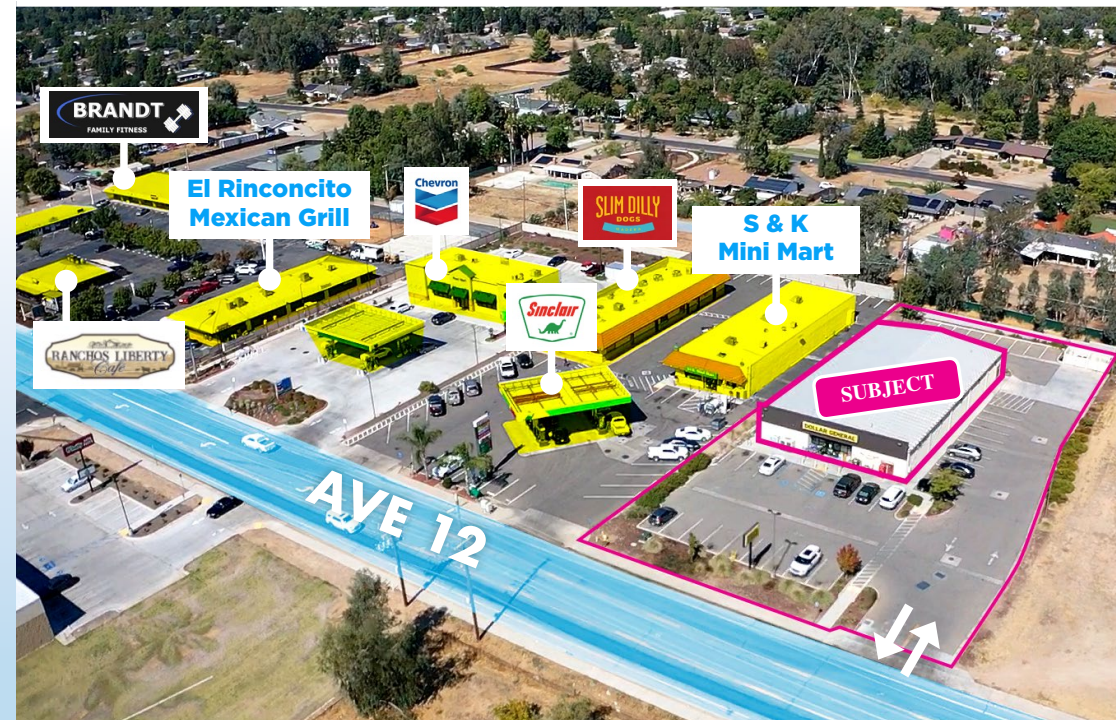 BRANDT
FAMILY FITNESS
El Rinconcito
Mexican Grill
Chevron
SLIM DILLY
DOGS
S & K
Mini Mart
Sinclair
RANCHOS LIBERTY
Cafe
SUBJECT
DOLLAR GENERAL
AVE 12